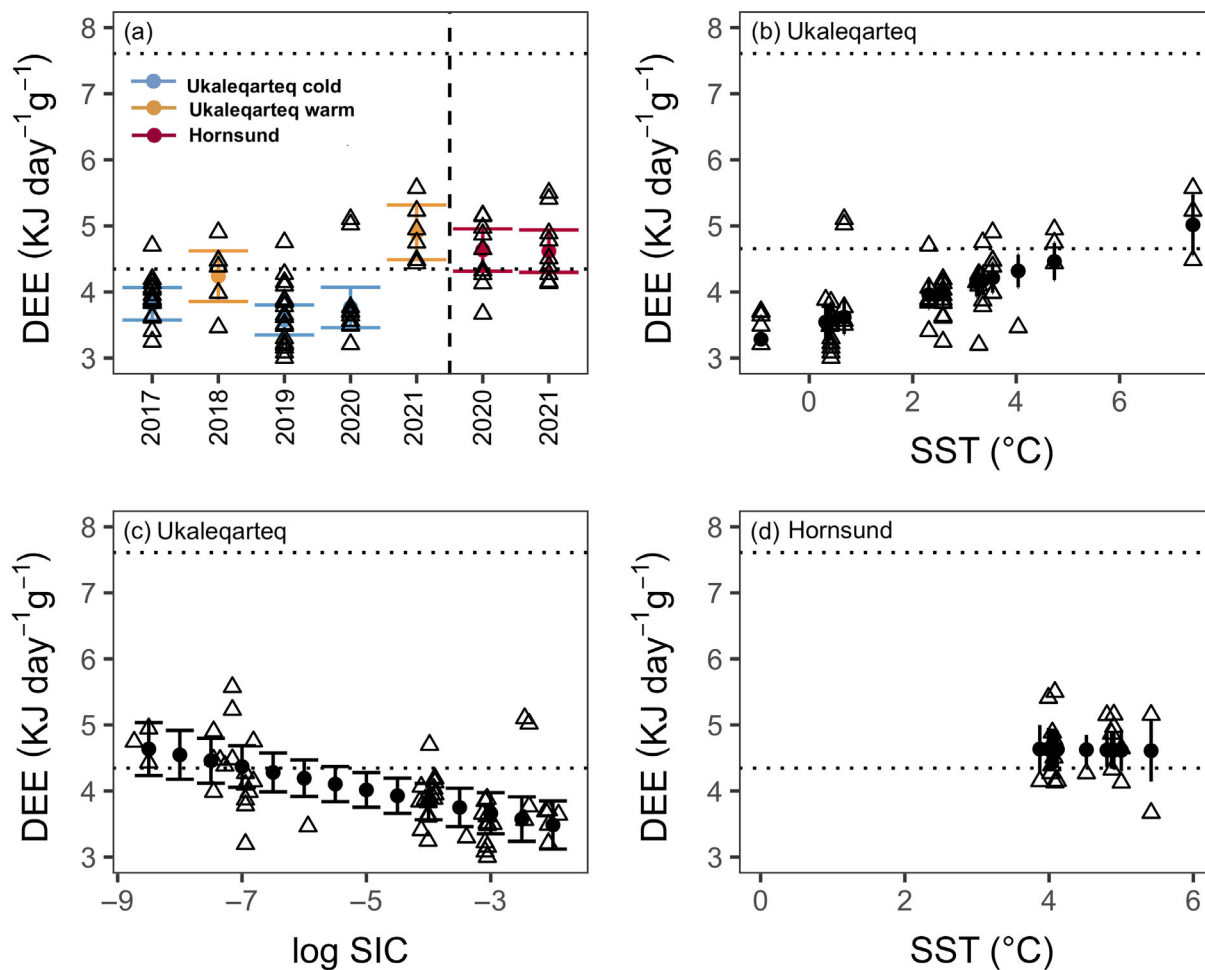 (a)
8
7
6
5
4
3
DEE (KJ day⁻¹g⁻¹)
Ukaleqarteq cold
Ukaleqarteq warm
Hornsund
2017
2018
2019
2020
2021
2020
2021
(b) Ukaleqarteq
8
7
6
5
4
3
DEE (KJ day⁻¹g⁻¹)
0 2 4 6
SST (°C)
(c) Ukaleqarteq
8
7
6
5
4
3
DEE (KJ day⁻¹g⁻¹)
−9 −7 −5 −3
log SIC
(d) Hornsund
8
7
6
5
4
3
DEE (KJ day⁻¹g⁻¹)
0 2 4 6
SST (°C)